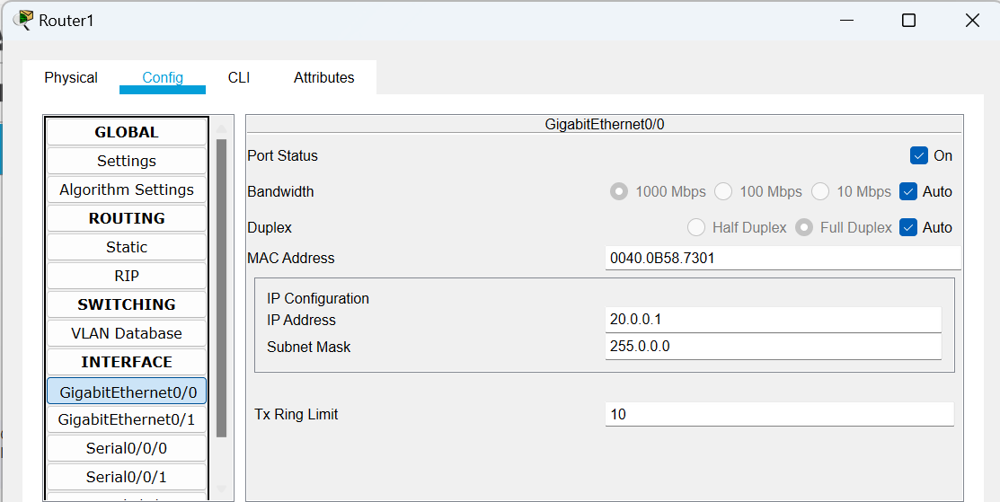 Router1
Physical Config CLI Attributes
GLOBAL
Settings
Algorithm Settings
ROUTING
Static
RIP
SWITCHING
VLAN Database
INTERFACE
GigabitEthernet0/0
GigabitEthernet0/1
Serial0/0/0
Serial0/0/1
GigabitEthernet0/0
Port Status On
Bandwidth 1000 Mbps 100 Mbps 10 Mbps Auto
Duplex Half Duplex Full Duplex Auto
MAC Address 0040.0B58.7301
IP Configuration
IP Address 20.0.0.1
Subnet Mask 255.0.0.0
Tx Ring Limit 10